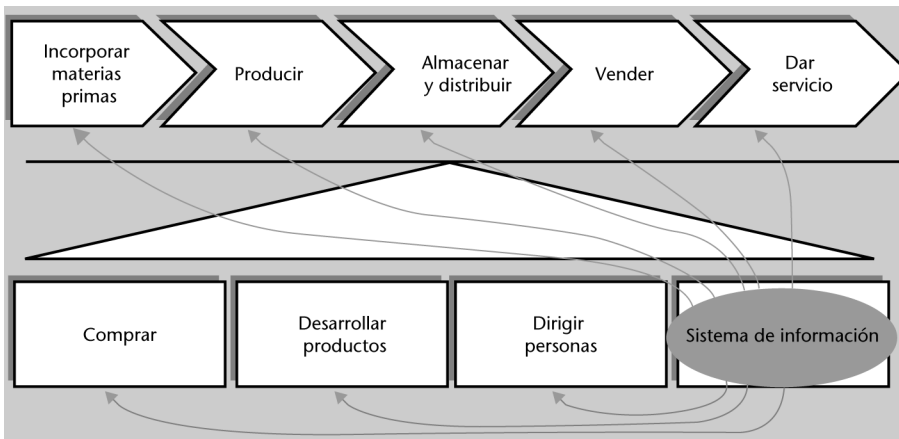 Incorporar
materias
primas
Producir
Almacenar
y distribuir
Vender
Dar
servicio
Comprar
Desarrollar
productos
Dirigir
personas
Sistema de información